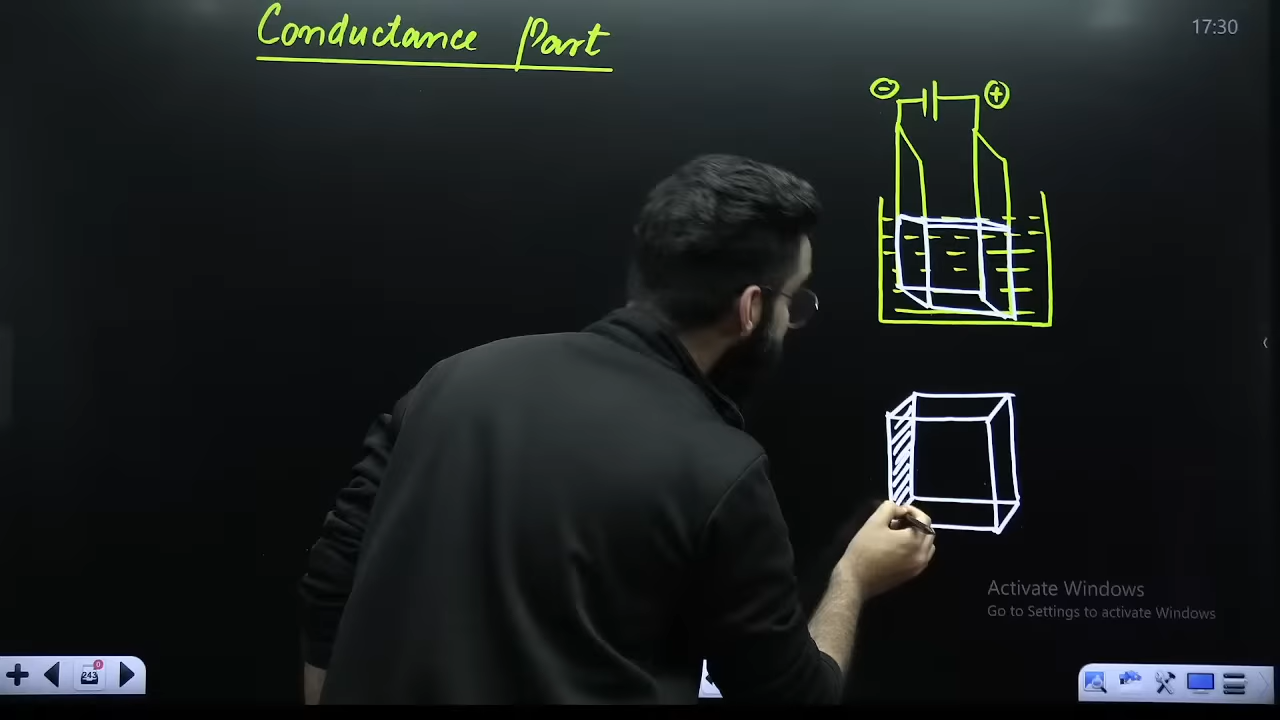 Conductance Part
17:30
⊖ ⊕
Activate Windows
Go to Settings to activate Windows
243